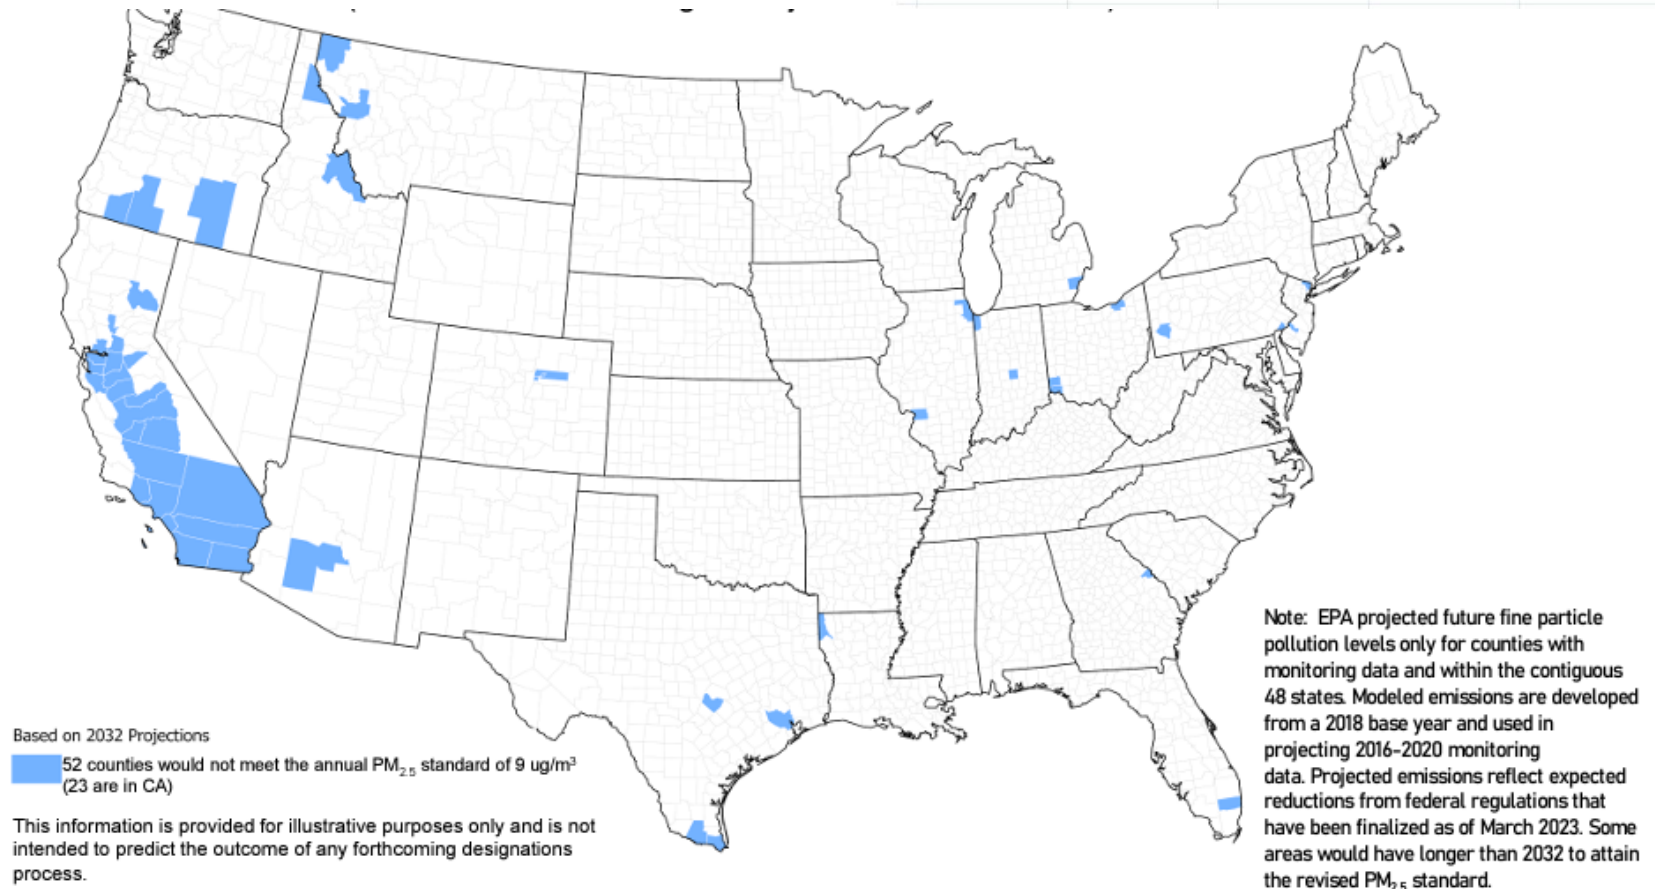 Based on 2032 Projections
52 counties would not meet the annual PM2.5 standard of 9 ug/m³
(23 are in CA)
This information is provided for illustrative purposes only and is not
intended to predict the outcome of any forthcoming designations
process.
Note: EPA projected future fine particle
pollution levels only for counties with
monitoring data and within the contiguous
48 states. Modeled emissions are developed
from a 2018 base year and used in
projecting 2016-2020 monitoring
data. Projected emissions reflect expected
reductions from federal regulations that
have been finalized as of March 2023. Some
areas would have longer than 2032 to attain
the revised PM2.5 standard.